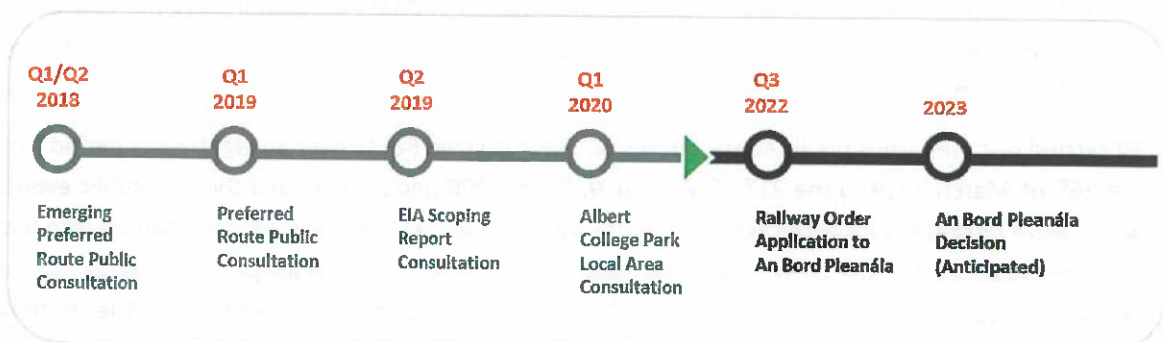 Q1/Q2
2018
Q1
2019
Q2
2019
Q1
2020
Q3
2022
2023
Emerging
Preferred
Route Public
Consultation
Preferred
Route Public
Consultation
EIA Scoping
Report
Consultation
Albert
College Park
Local Area
Consultation
Railway Order
Application to
An Bord Pleanála
An Bord Pleanála
Decision
(Anticipated)